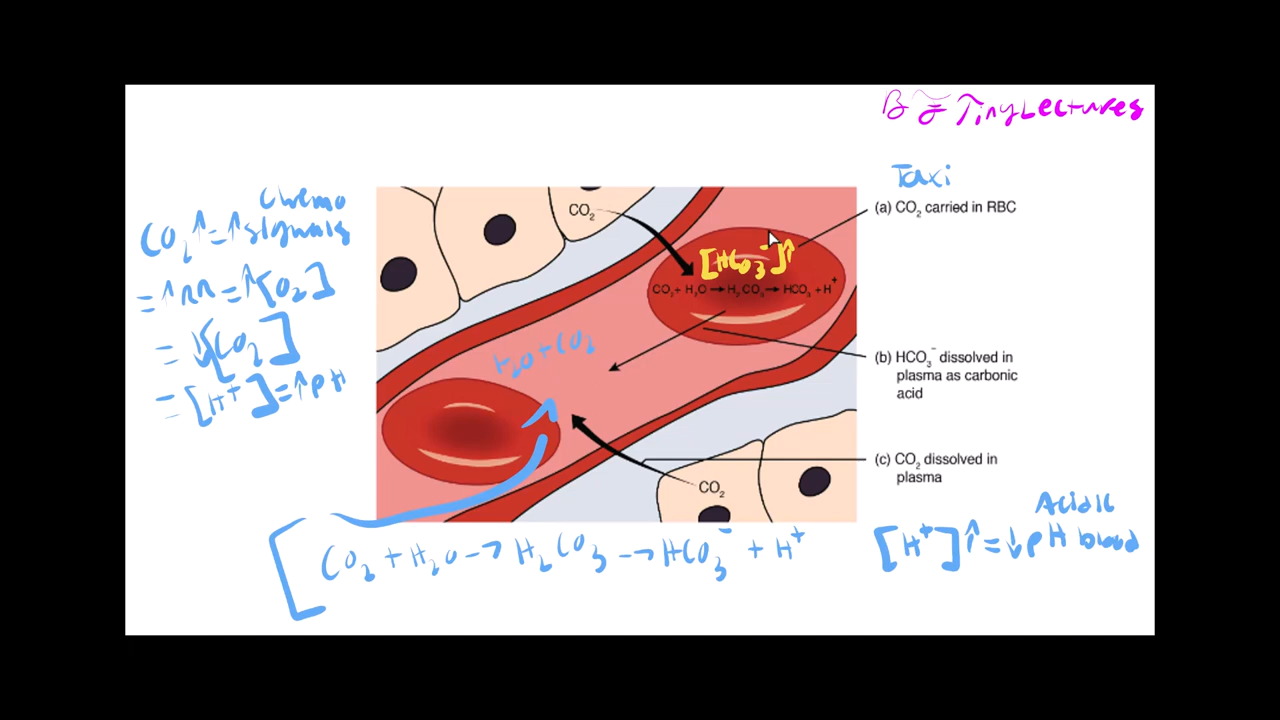 TinyLectures
Taxi
(a) CO₂ carried in RBC
Chemo
CO₂↑=↑signals
=↑RR=↑[O₂]
=↓[CO₂]
=[H⁺]=↑pH
CO₂
[HCO₃⁻]↑
CO₂+ H₂O →H₂CO₃→ HCO₃ + H⁺
H₂O+CO₂
(b) HCO₃⁻ dissolved in
plasma as carbonic
acid
(c) CO₂ dissolved in
plasma
CO₂
CO₂ + H₂O → H₂CO₃ → HCO₃⁻ + H⁺
Acidic
[H⁺]↑=↓pH blood